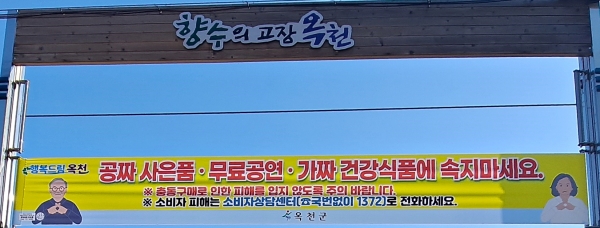 향수의 고장 옥천
행복드림 옥천
공짜 사은품·무료공연·가짜 건강식품에 속지마세요.
※ 충동구매로 인한 피해를 입지 않도록 주의 바랍니다.
※ 소비자 피해는 소비자상담센터(☎국번없이 1372)로 전화하세요.
옥천군